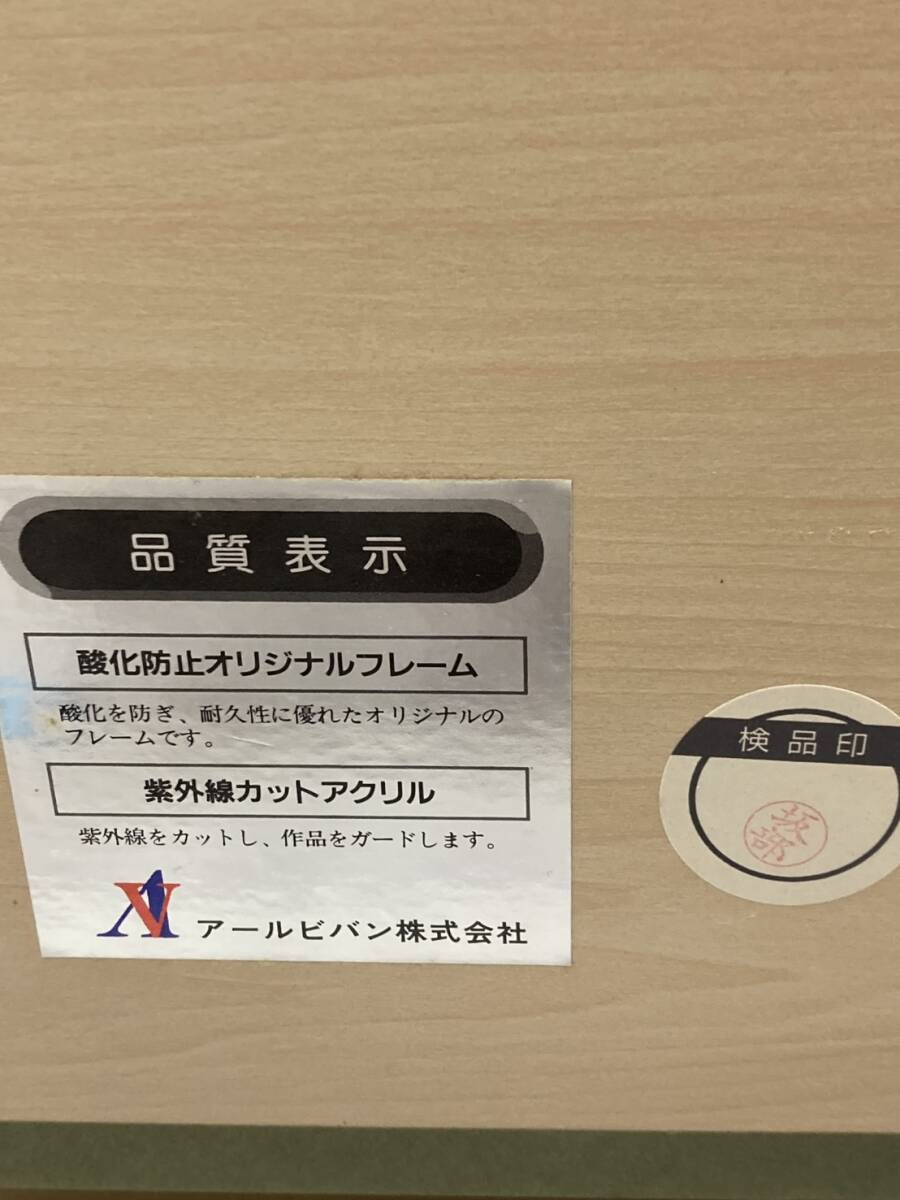 品質表示
酸化防止オリジナルフレーム
酸化を防ぎ、耐久性に優れたオリジナルの
フレームです。
紫外線カットアクリル
紫外線をカットし、作品をガードします。
アールビバン株式会社
検品印
坂部